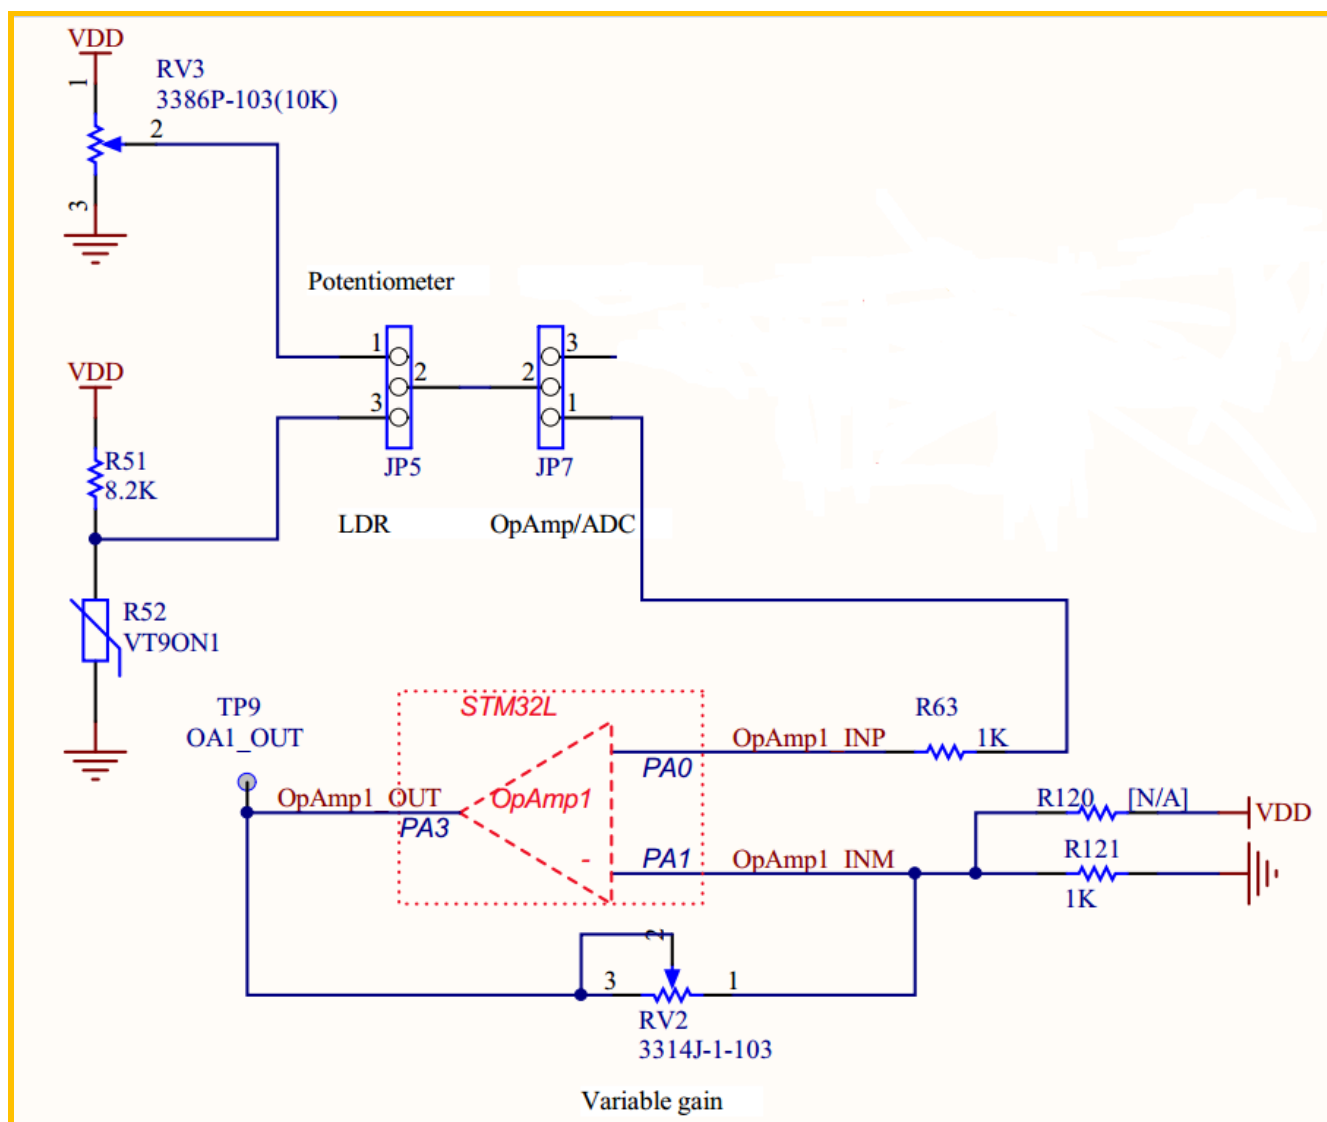 VDD
1
RV3
3386P-103(10K)
2
3
Potentiometer
1
2
3
JP5
3
2
1
JP7
VDD
R51
8.2K
LDR
OpAmp/ADC
R52
VT9ON1
TP9
OA1_OUT
STM32L
OpAmp1_INP
R63
1K
PA0
OpAmp1_OUT
PA3
OpAmp1
-
PA1
OpAmp1_INM
R120
[N/A]
VDD
R121
1K
2
3
1
RV2
3314J-1-103
Variable gain